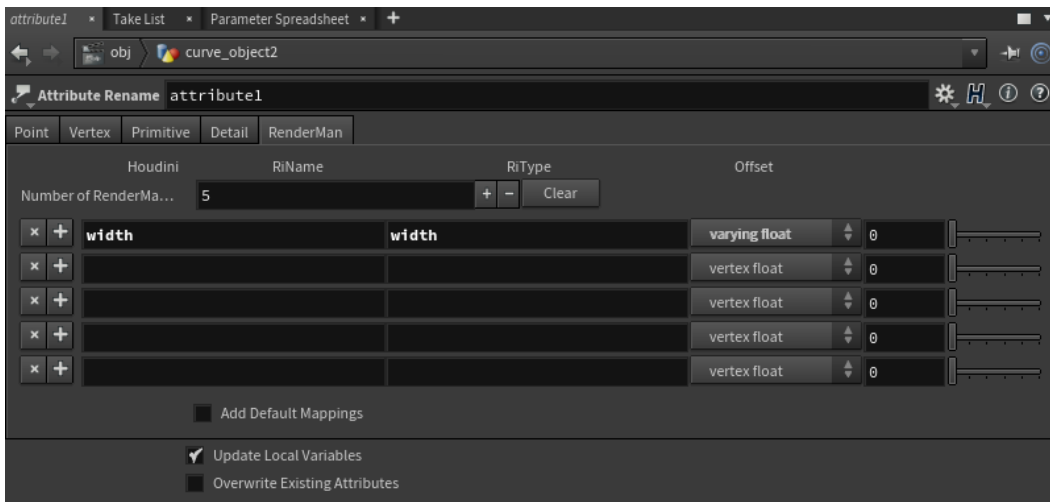 attribute1 × Take List × Parameter Spreadsheet × +
obj curve_object2
Attribute Rename attribute1
Point Vertex Primitive Detail RenderMan
Houdini RiName RiType Offset
Number of RenderMa... 5 + - Clear
× + width width varying float 0
× + vertex float 0
× + vertex float 0
× + vertex float 0
× + vertex float 0
Add Default Mappings
Update Local Variables
Overwrite Existing Attributes